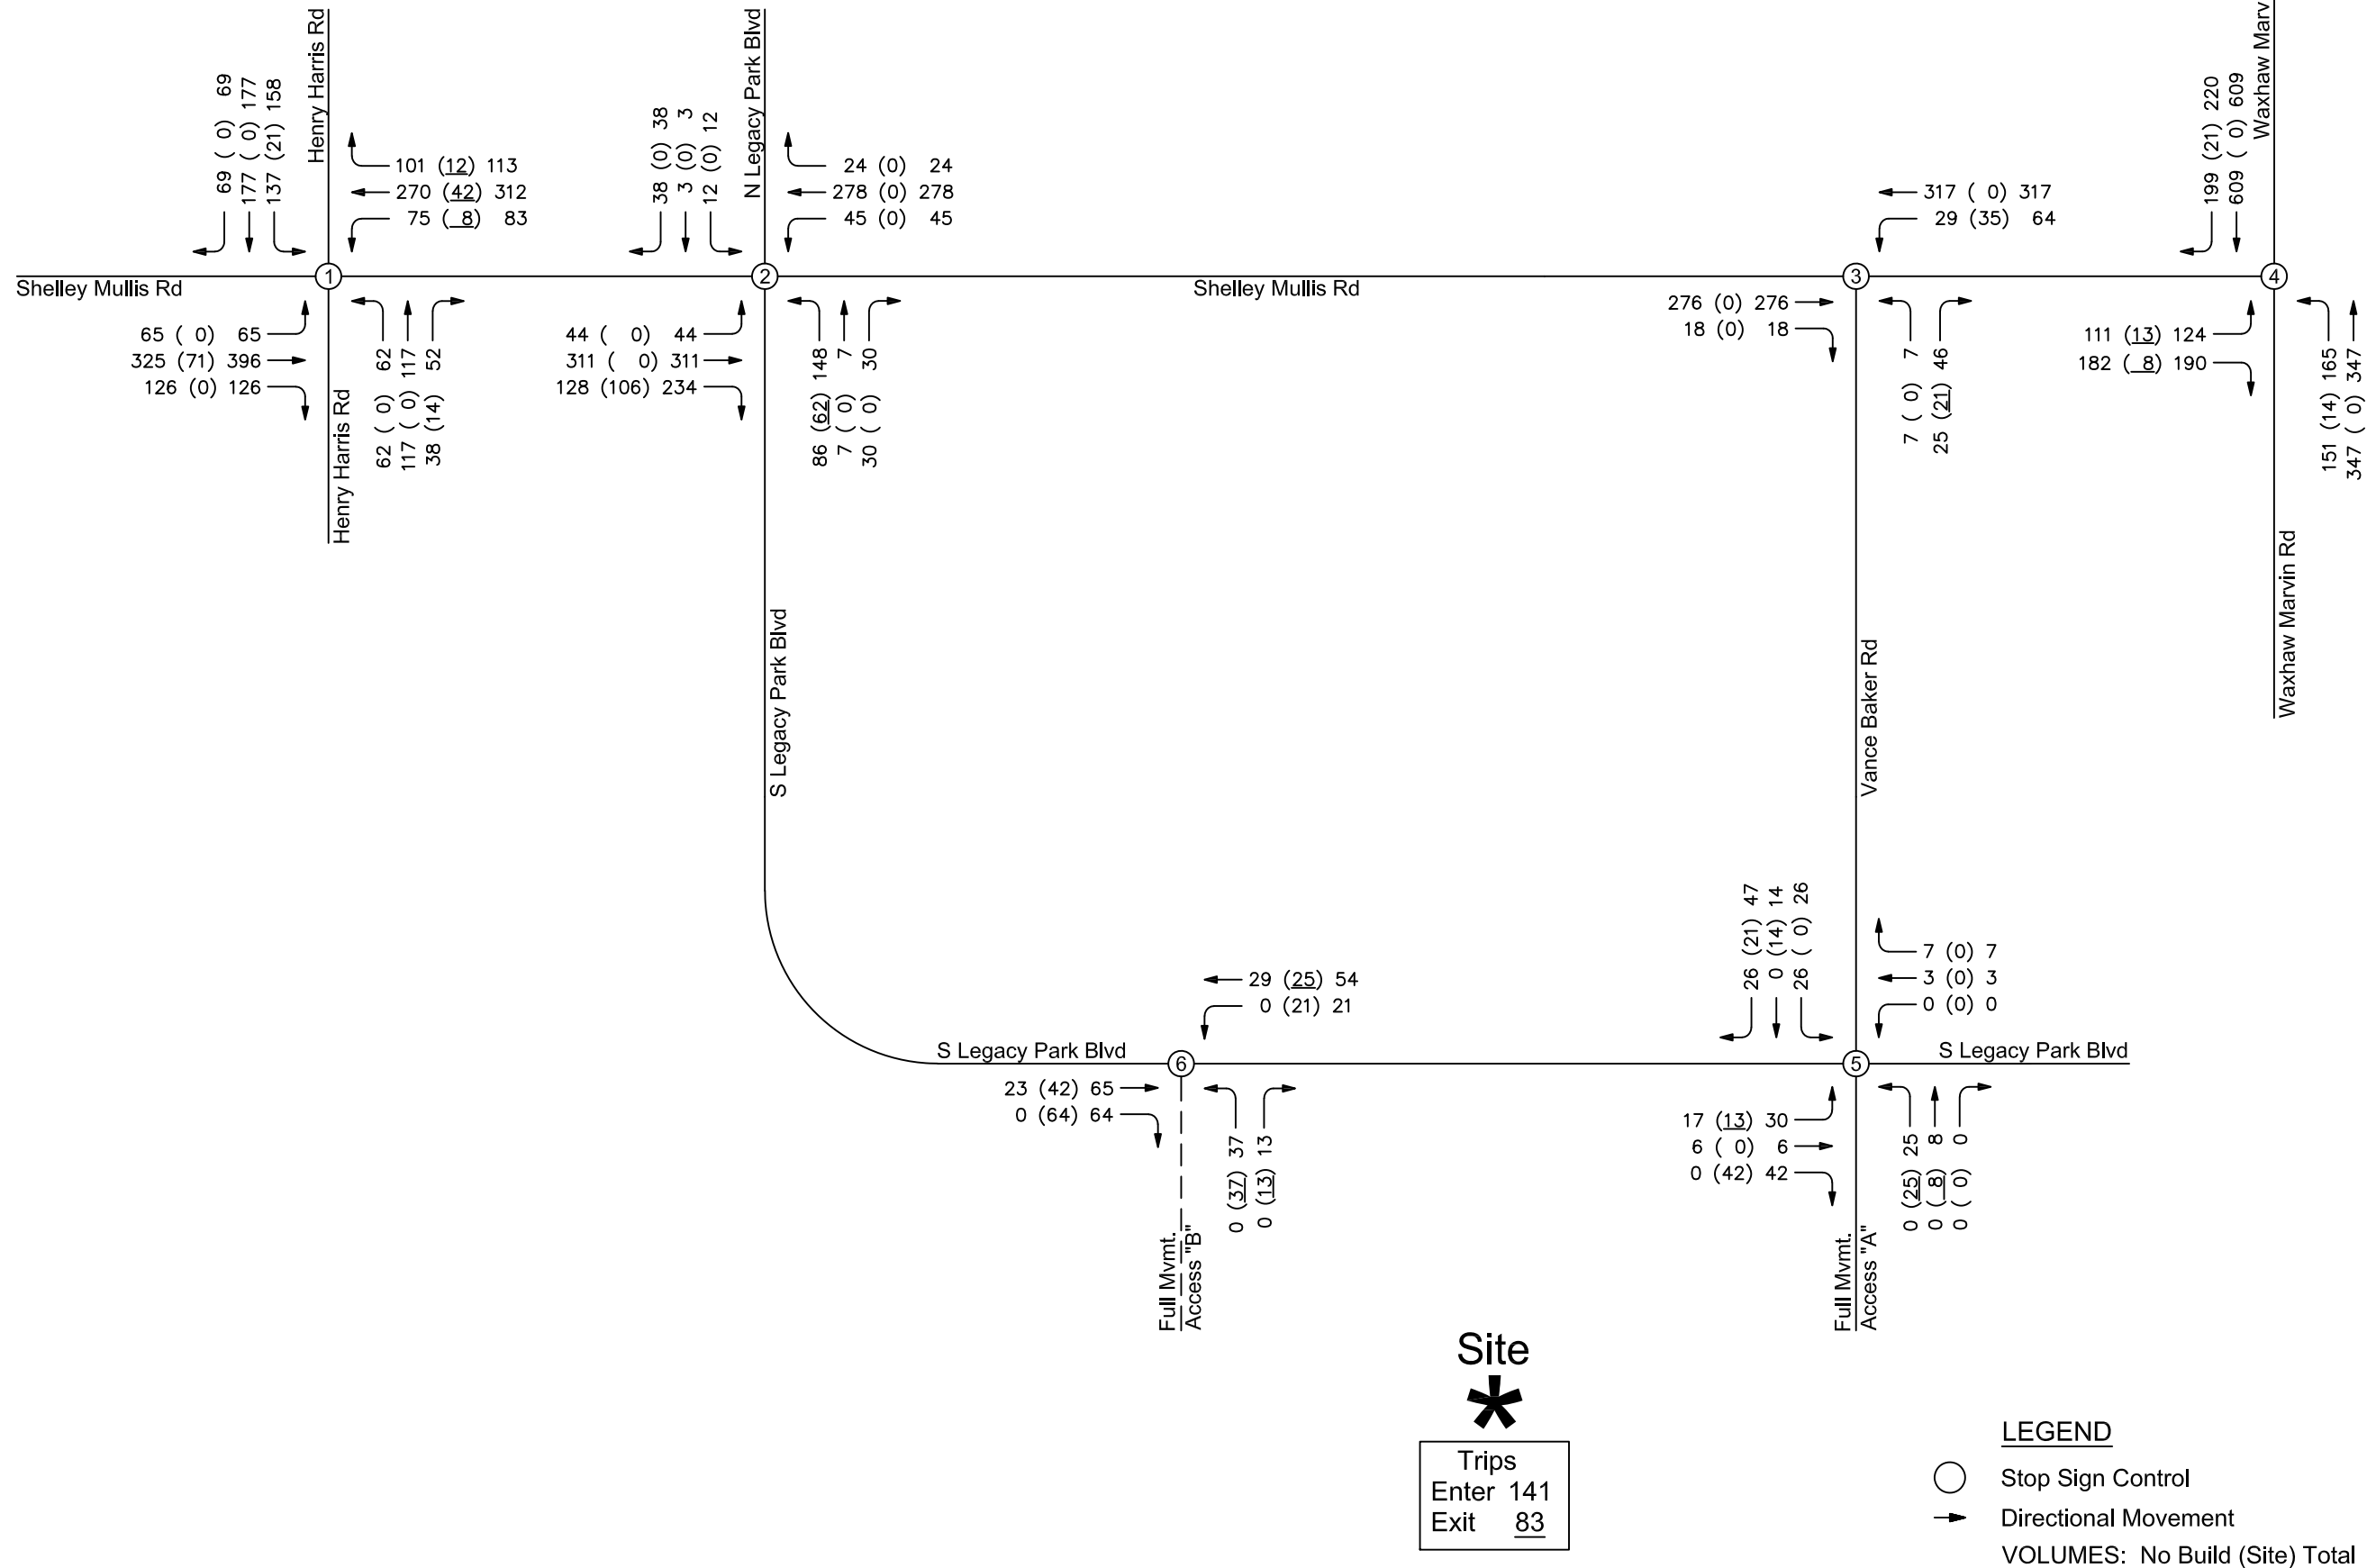 Henry Harris Rd
69 ( 0) 69
177 ( 0) 177
137 (21) 158
101 (12) 113
270 (42) 312
75 ( 8) 83
N Legacy Park Blvd
38 (0) 38
3 (0) 3
12 (0) 12
24 (0) 24
278 (0) 278
45 (0) 45
317 ( 0) 317
29 (35) 64
Waxhaw Marv
199 (21) 220
609 ( 0) 609
1
2
3
4
Shelley Mullis Rd
Shelley Mullis Rd
65 ( 0) 65
325 (71) 396
126 (0) 126
62 ( 0) 62
117 ( 0) 117
38 (14) 52
Henry Harris Rd
44 ( 0) 44
311 ( 0) 311
128 (106) 234
86 (62) 148
7 ( 0) 7
30 ( 0) 30
276 (0) 276
18 (0) 18
7 ( 0) 7
25 (21) 46
111 (13) 124
182 ( 8) 190
151 (14) 165
347 ( 0) 347
Waxhaw Marvin Rd
S Legacy Park Blvd
Vance Baker Rd
26 (21) 47
0 (14) 14
26 ( 0) 26
7 (0) 7
3 (0) 3
0 (0) 0
29 (25) 54
0 (21) 21
S Legacy Park Blvd
6
5
S Legacy Park Blvd
23 (42) 65
0 (64) 64
0 (37) 37
0 (13) 13
17 (13) 30
6 ( 0) 6
0 (42) 42
0 (25) 25
0 ( 8) 8
0 ( 0) 0
Full Mvmt.
Access "B"
Full Mvmt.
Access "A"
Site
Trips
Enter 141
Exit 83
LEGEND
Stop Sign Control
Directional Movement
VOLUMES: No Build (Site) Total